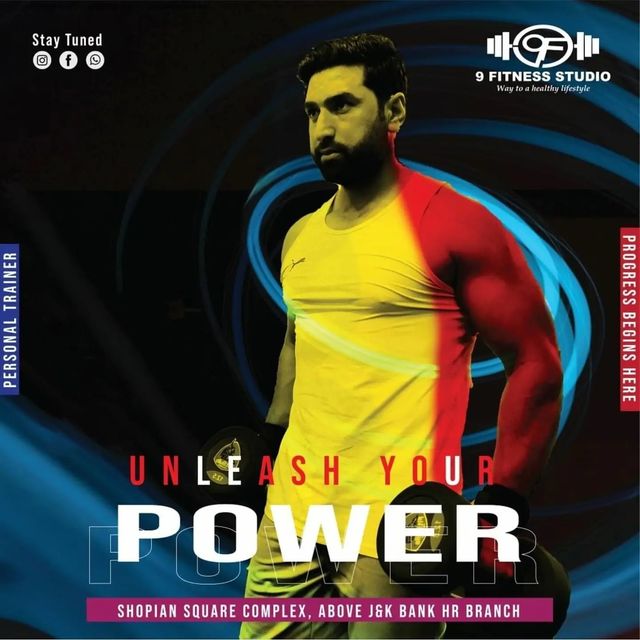 Stay Tuned
9F
9 FITNESS STUDIO
Way to a healthy lifestyle
PERSONAL TRAINER
PROGRESS BEGINS HERE
UNLEASH YOUR
POWER
POWER
SHOPIAN SQUARE COMPLEX, ABOVE J&K BANK HR BRANCH